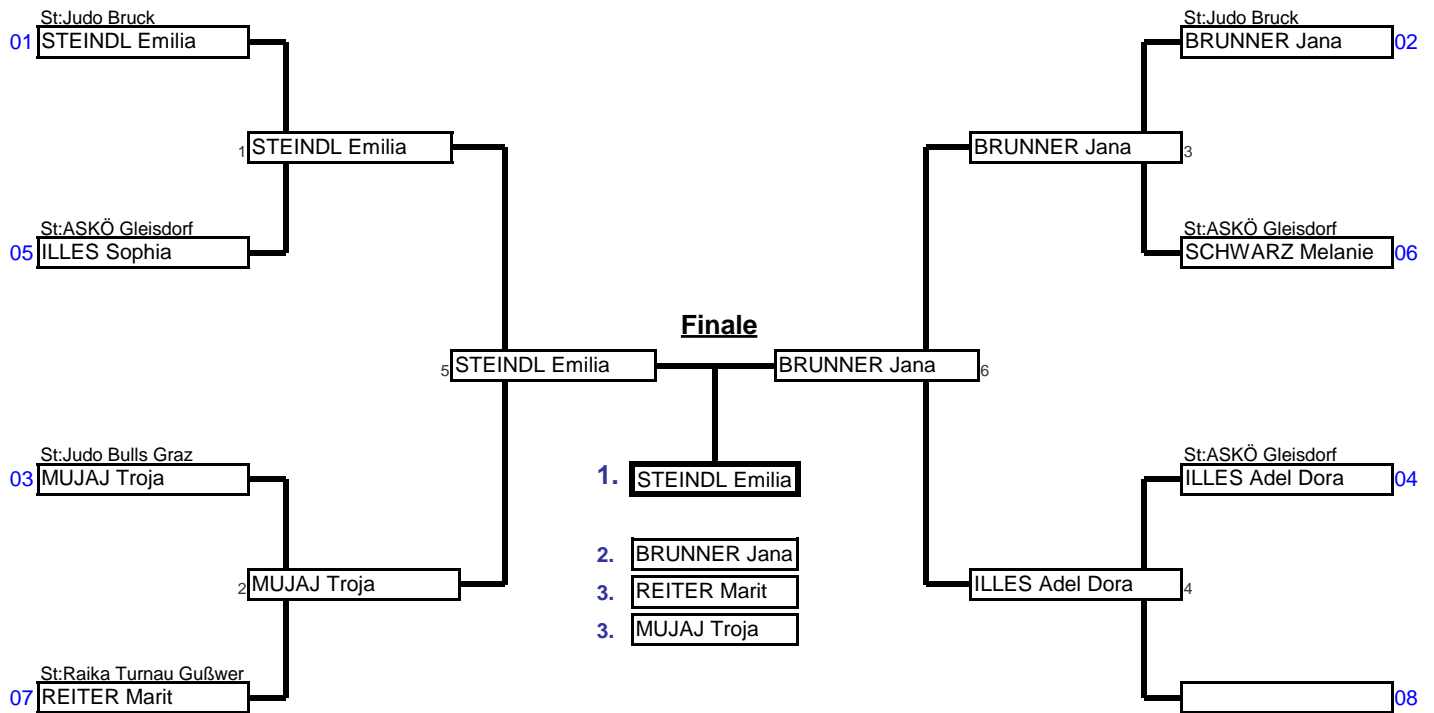 St:Judo Bruck
01 STEINDL Emilia
St:Judo Bruck
BRUNNER Jana 02
1 STEINDL Emilia
BRUNNER Jana 3
St:ASKÖ Gleisdorf
05 ILLES Sophia
St:ASKÖ Gleisdorf
SCHWARZ Melanie 06
Finale
5 STEINDL Emilia
BRUNNER Jana 6
St:Judo Bulls Graz
03 MUJAJ Troja
1. STEINDL Emilia
St:ASKÖ Gleisdorf
ILLES Adel Dora 04
2. BRUNNER Jana
3. REITER Marit
3. MUJAJ Troja
2 MUJAJ Troja
ILLES Adel Dora 4
St:Raika Turnau Gußwer
07 REITER Marit
08